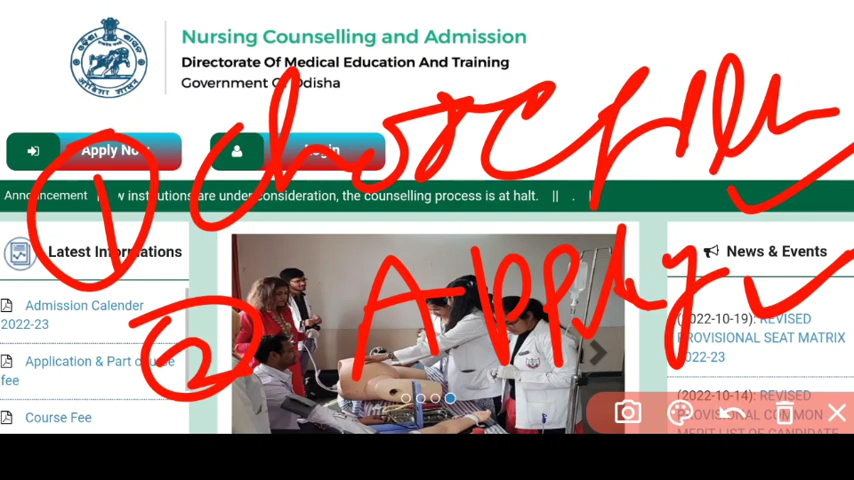 Nursing Counselling and Admission
Directorate Of Medical Education And Training
Government Of Odisha
Apply Now
Login
Announcement
w institutions are under consideration, the counselling process is at halt. || .
① Choice filling ✓
② Apply ✓
Latest Informations
Admission Calender
2022-23
Application & Part course
fee
Course Fee
News & Events
(2022-10-19): REVISED
PROVISIONAL SEAT MATRIX
2022-23
(2022-10-14): REVISED
PROVISIONAL COMMON
MERIT LIST OF CANDIDATE